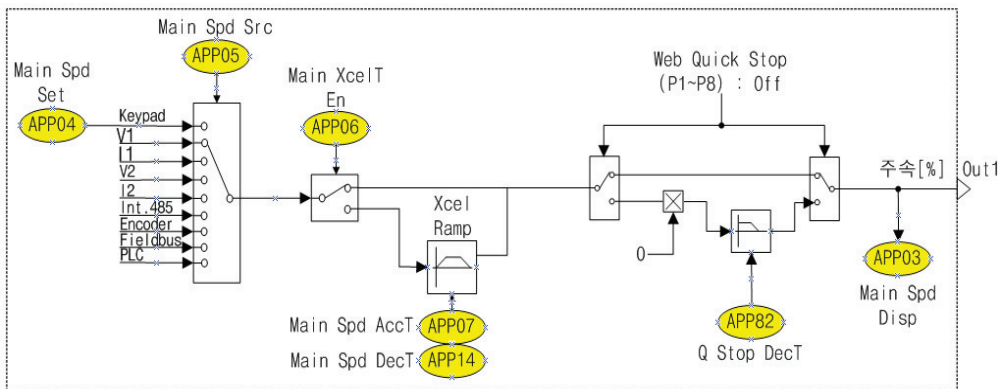 Main Spd Src
APP05
Main Spd
Set
APP04
Main XcelT
En
APP06
Keypad
V1
I1
V2
I2
Int.485
Encoder
Fieldbus
PLC
Xcel
Ramp
Main Spd AccT
APP07
Main Spd DecT
APP14
Web Quick Stop
(P1~P8) : Off
0
APP82
Q Stop DecT
주속[%]
Out1
APP03
Main Spd
Disp